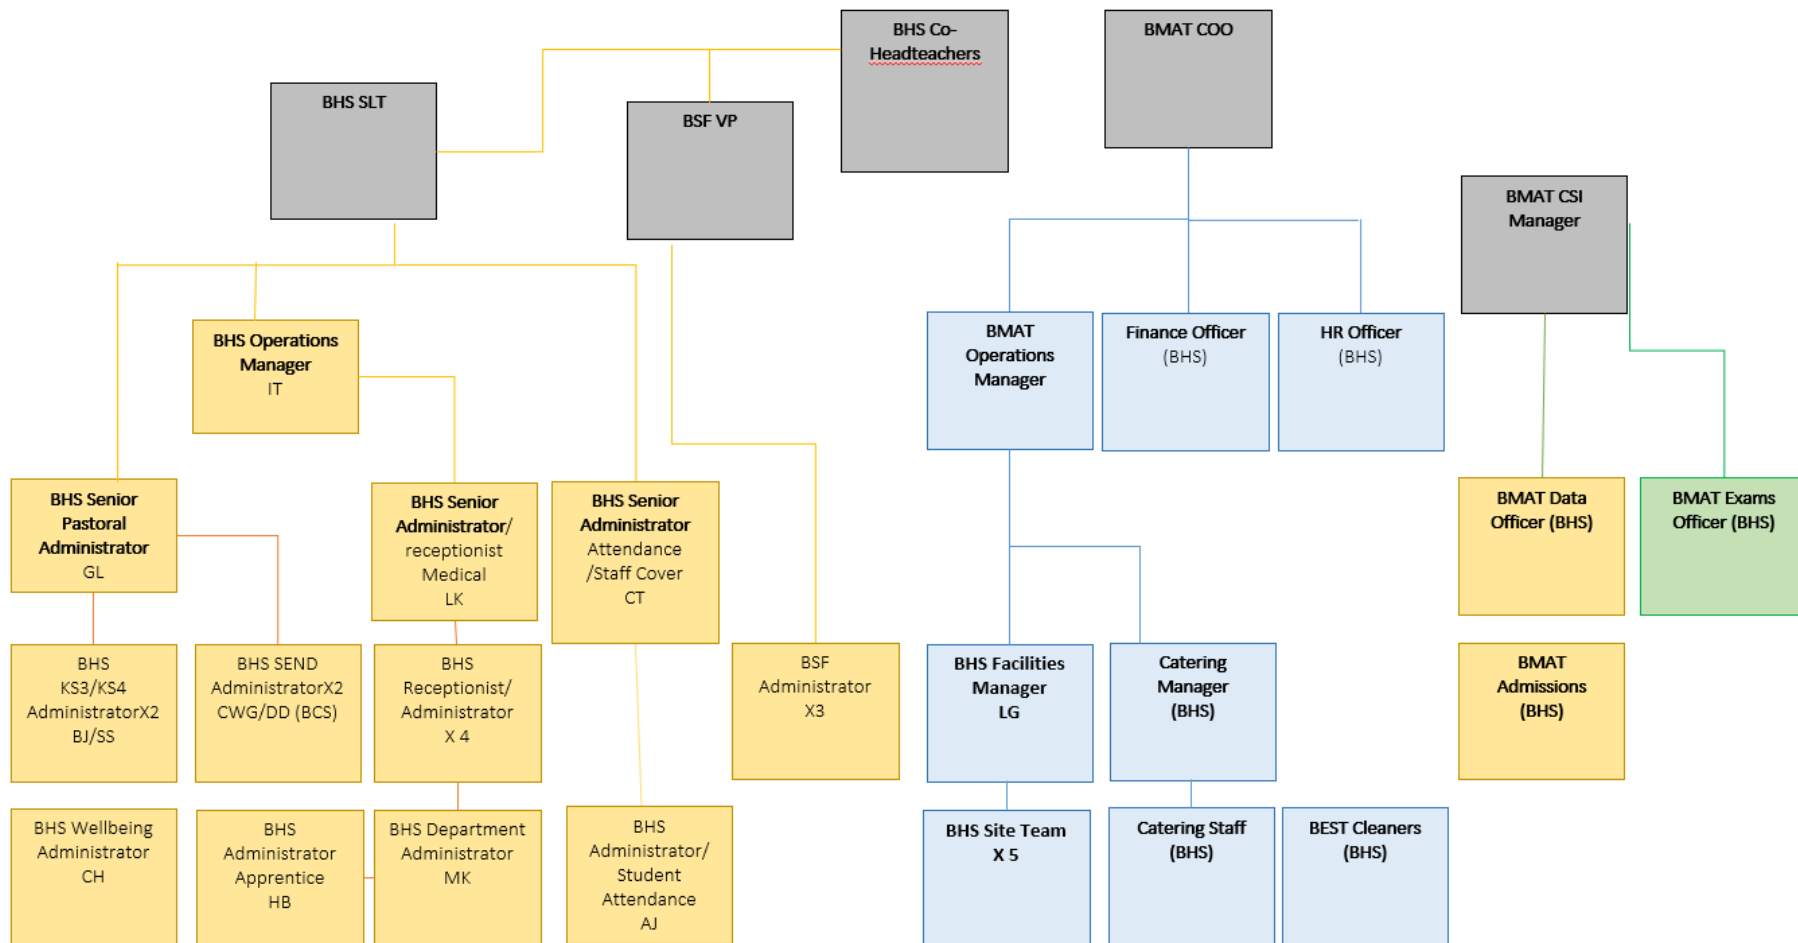 BHS Co-
Headteachers
BMAT COO
BHS SLT
BSF VP
BMAT CSI
Manager
BHS Operations
Manager
IT
BMAT
Operations
Manager
Finance Officer
(BHS)
HR Officer
(BHS)
BHS Senior
Pastoral
Administrator
GL
BHS Senior
Administrator/
receptionist
Medical
LK
BHS Senior
Administrator
Attendance
/Staff Cover
CT
BMAT Data
Officer (BHS)
BMAT Exams
Officer (BHS)
BHS
KS3/KS4
AdministratorX2
BJ/SS
BHS SEND
AdministratorX2
CWG/DD (BCS)
BHS
Receptionist/
Administrator
X 4
BSF
Administrator
X3
BHS Facilities
Manager
LG
Catering
Manager
(BHS)
BMAT
Admissions
(BHS)
BHS Wellbeing
Administrator
CH
BHS
Administrator
Apprentice
HB
BHS Department
Administrator
MK
BHS
Administrator/
Student
Attendance
AJ
BHS Site Team
X 5
Catering Staff
(BHS)
BEST Cleaners
(BHS)